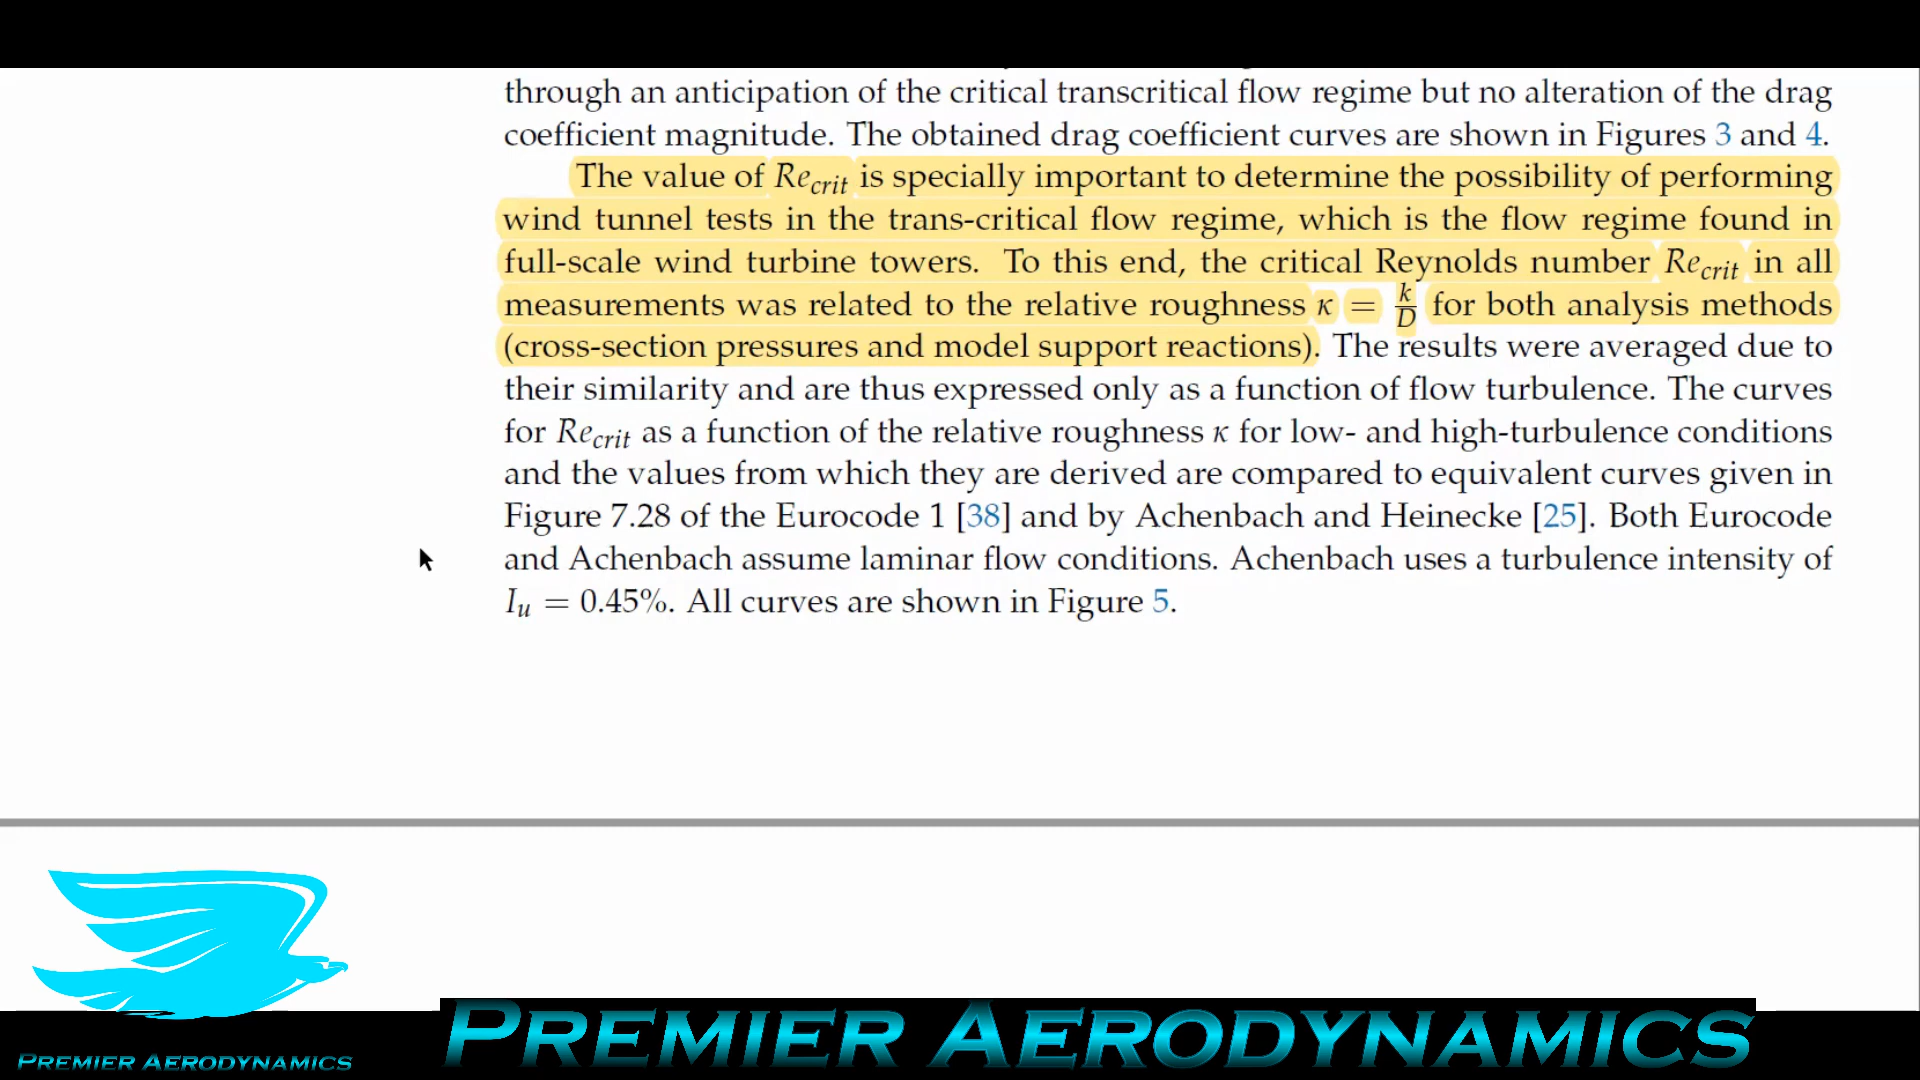 through an anticipation of the critical transcritical flow regime but no alteration of the drag
coefficient magnitude. The obtained drag coefficient curves are shown in Figures 3 and 4.
The value of Re_crit is specially important to determine the possibility of performing
wind tunnel tests in the trans-critical flow regime, which is the flow regime found in
full-scale wind turbine towers. To this end, the critical Reynolds number Re_crit in all
measurements was related to the relative roughness κ = k/D for both analysis methods
(cross-section pressures and model support reactions). The results were averaged due to
their similarity and are thus expressed only as a function of flow turbulence. The curves
for Re_crit as a function of the relative roughness κ for low- and high-turbulence conditions
and the values from which they are derived are compared to equivalent curves given in
Figure 7.28 of the Eurocode 1 [38] and by Achenbach and Heinecke [25]. Both Eurocode
and Achenbach assume laminar flow conditions. Achenbach uses a turbulence intensity of
I_u = 0.45%. All curves are shown in Figure 5.
PREMIER AERODYNAMICS
PREMIER AERODYNAMICS